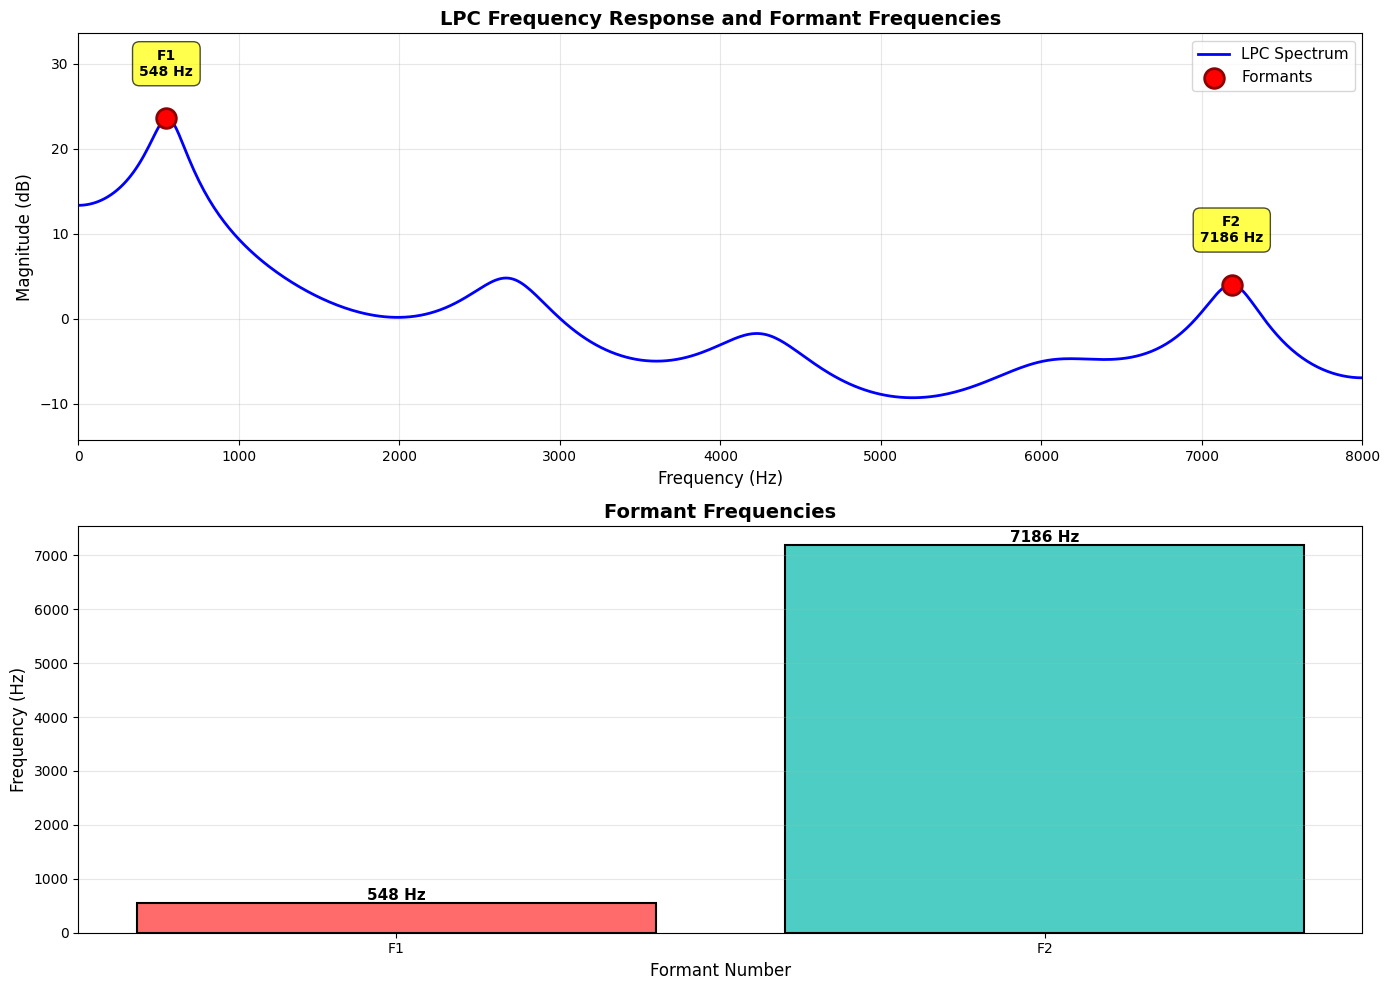 LPC Frequency Response and Formant Frequencies
F1
548 Hz
F2
7186 Hz
LPC Spectrum
Formants
Magnitude (dB)
30
20
10
0
−10
0 1000 2000 3000 4000 5000 6000 7000 8000
Frequency (Hz)
Formant Frequencies
7186 Hz
548 Hz
Frequency (Hz)
7000
6000
5000
4000
3000
2000
1000
0
F1 F2
Formant Number